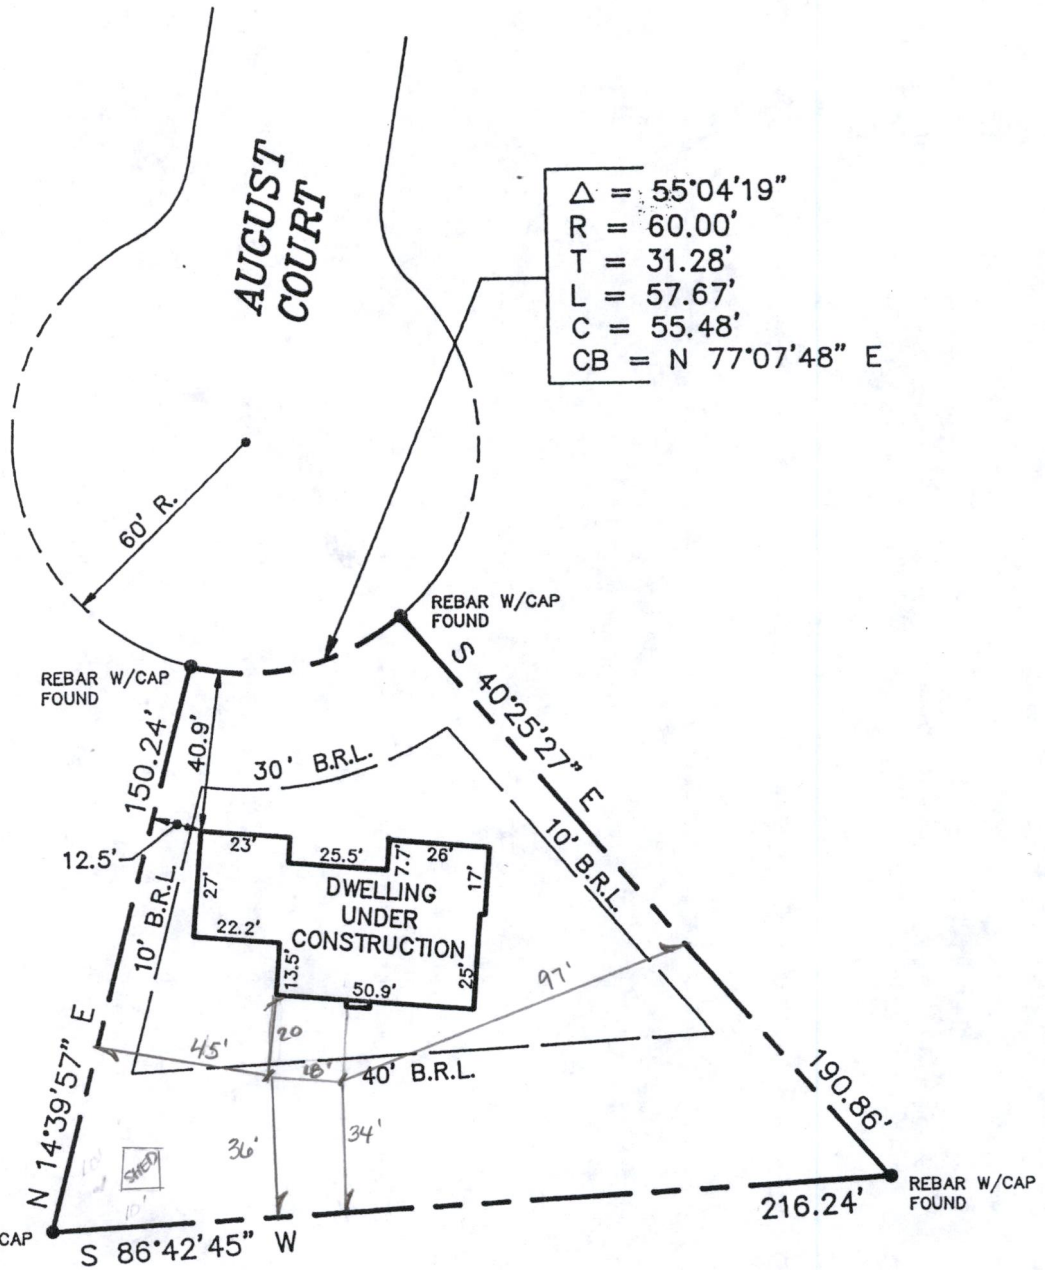 AUGUST
COURT
Δ = 55°04'19"
R = 60.00'
T = 31.28'
L = 57.67'
C = 55.48'
CB = N 77°07'48" E
60' R.
REBAR W/CAP
FOUND
REBAR W/CAP
FOUND
S 40°25'27" E
150.24'
40.9'
30' B.R.L.
12.5'
10' B.R.L.
10' B.R.L.
23'
25.5'
7.7'
26'
17'
27'
DWELLING
UNDER
CONSTRUCTION
22.2'
13.5'
50.9'
25'
97'
20
45'
18'
40' B.R.L.
190.86'
N 14°39'57" E
36'
34'
SHED
10'
10'
REBAR W/CAP
FOUND
216.24'
CAP
S 86°42'45" W